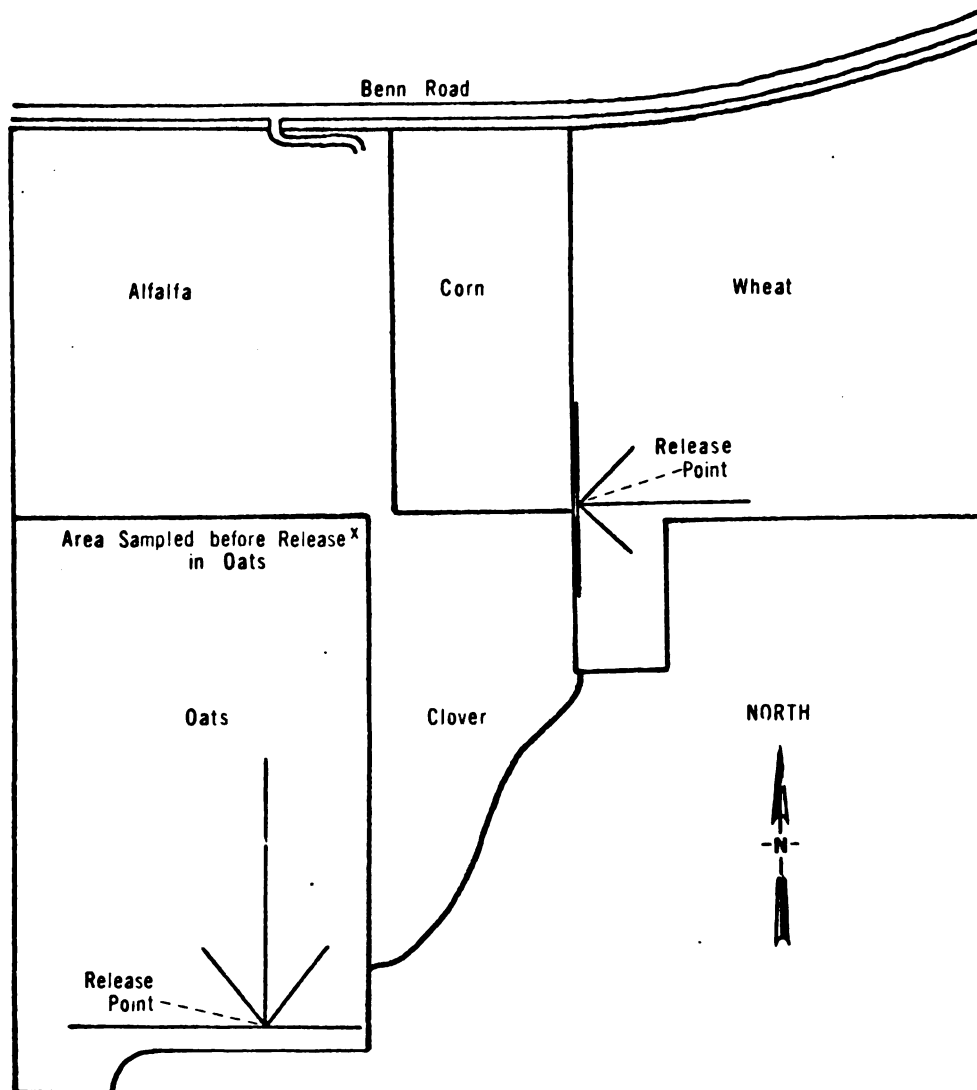 Benn Road
Alfalfa
Corn
Wheat
Release
Point
Area Sampled before Release x
in Oats
Oats
Clover
NORTH
-N-
Release
Point